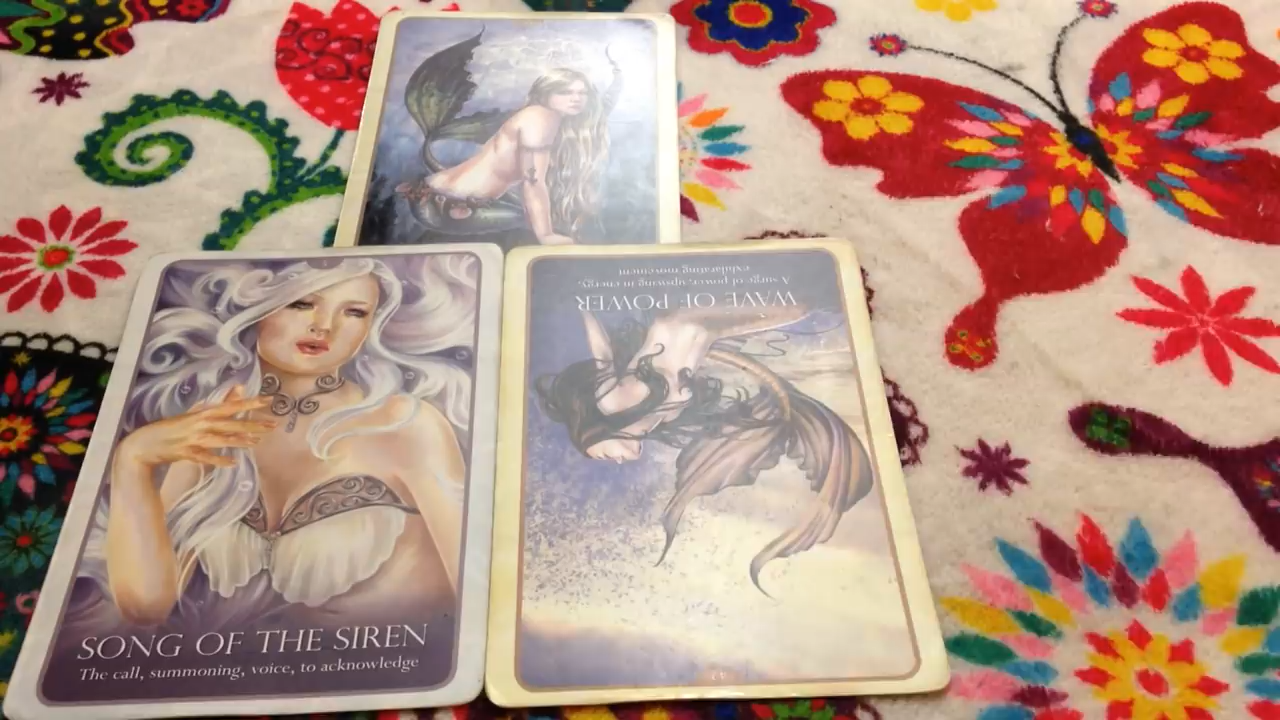 SONG OF THE SIREN
The call, summoning, voice, to acknowledge
WAVE OF POWER
A surge of power, upswing in energy,
exhilarating movement